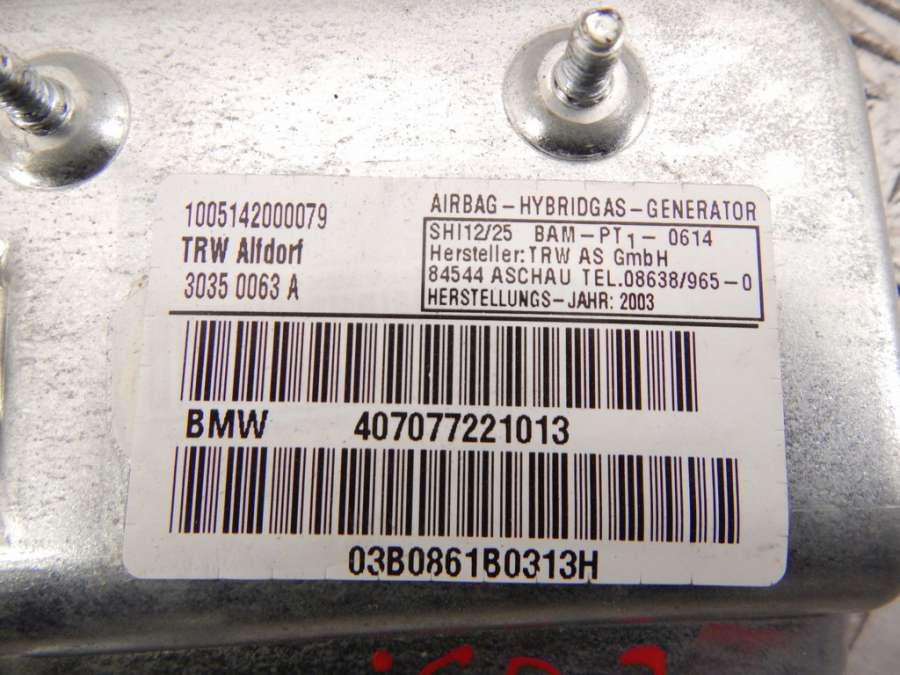 1005142000079
TRW Alfdorf
3035 0063 A
AIRBAG-HYBRIDGAS-GENERATOR
SHI12/25 BAM-PT1-0614
Hersteller: TRW AS GmbH
84544 ASCHAU TEL.08638/965-0
HERSTELLUNGS-JAHR: 2003
BMW 407077221013
03B0861B0313H